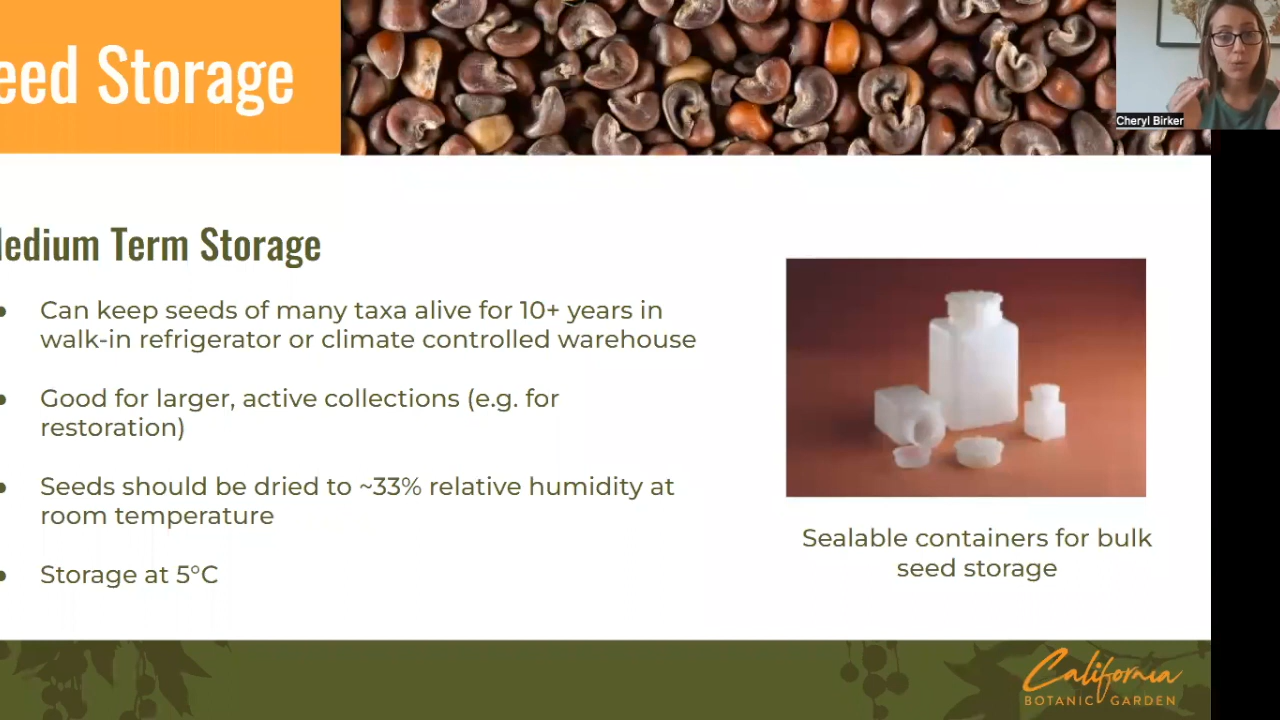 eed Storage
Cheryl Birker
edium Term Storage
● Can keep seeds of many taxa alive for 10+ years in
walk-in refrigerator or climate controlled warehouse
● Good for larger, active collections (e.g. for
restoration)
● Seeds should be dried to ~33% relative humidity at
room temperature
● Storage at 5°C
Sealable containers for bulk
seed storage
California
BOTANIC GARDEN